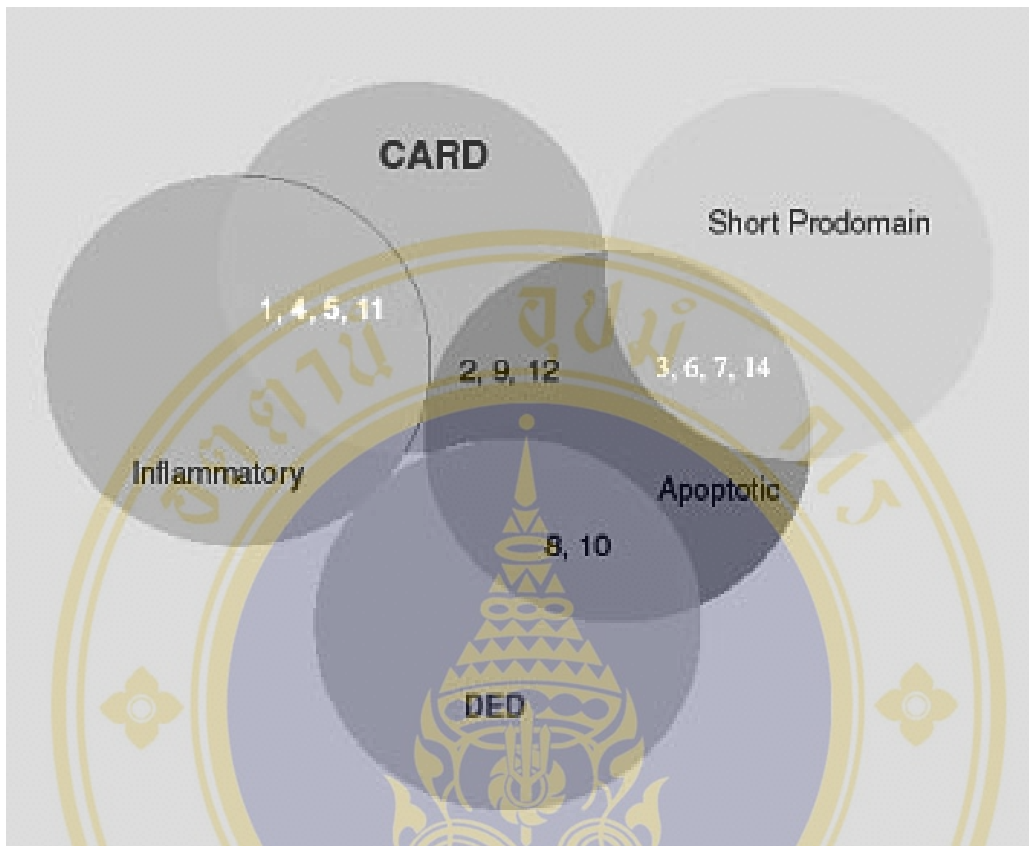 CARD
Short Prodomain
1, 4, 5, 11
2, 9, 12
3, 6, 7, 14
Inflammatory
Apoptotic
8, 10
DED